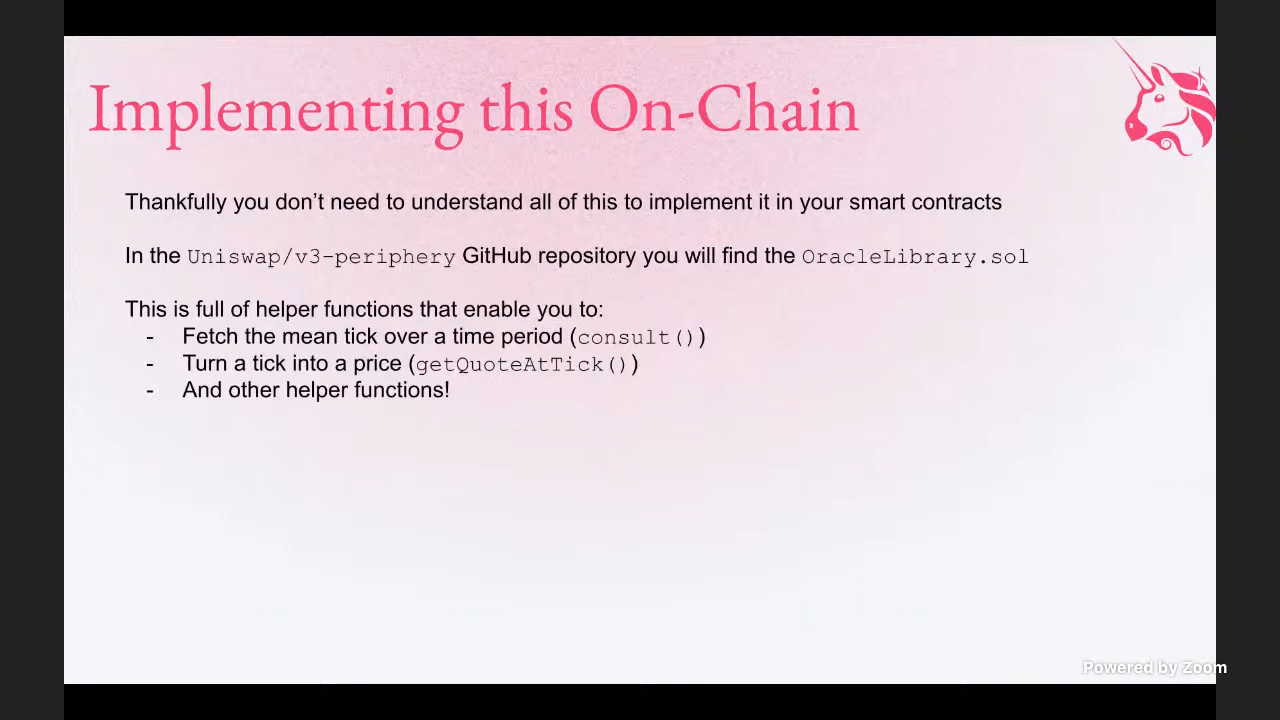 Implementing this On-Chain
Thankfully you don’t need to understand all of this to implement it in your smart contracts
In the Uniswap/v3-periphery GitHub repository you will find the OracleLibrary.sol
This is full of helper functions that enable you to:
- Fetch the mean tick over a time period (consult())
- Turn a tick into a price (getQuoteAtTick())
- And other helper functions!
Powered by Zoom